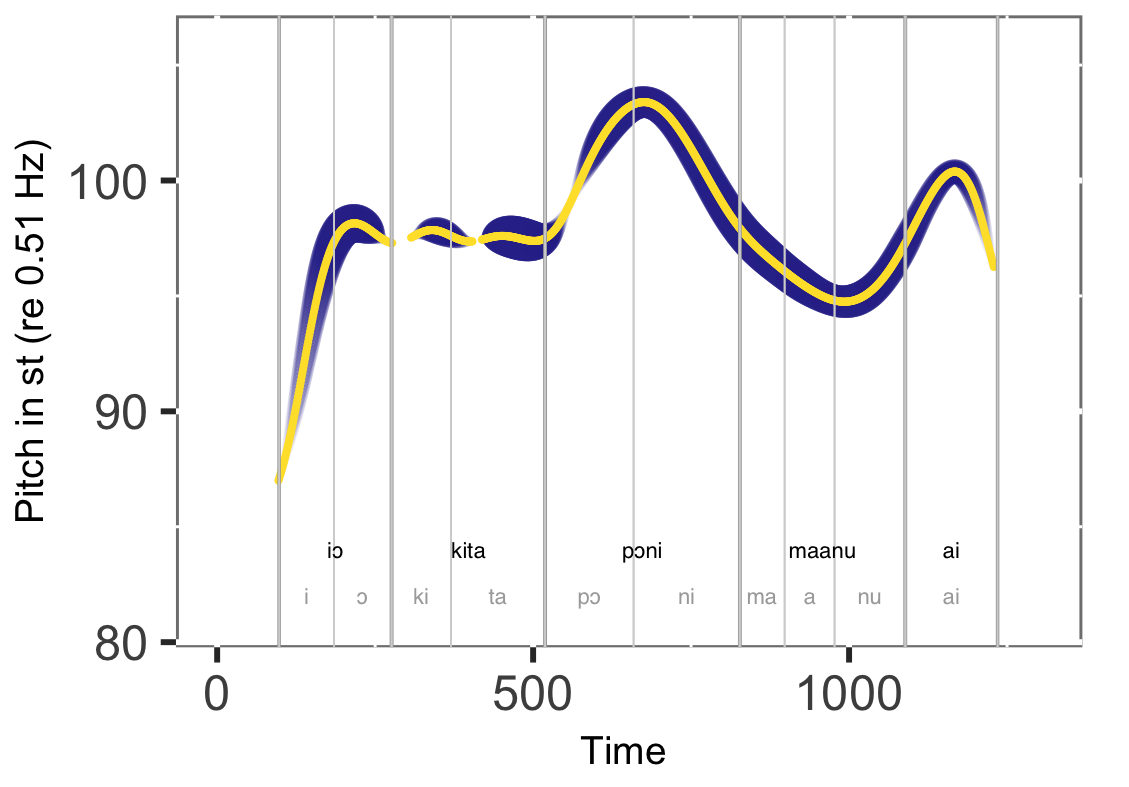 Pitch in st (re 0.51 Hz)
100
90
80
iɔ kita pɔni maanu ai
i ɔ ki ta pɔ ni ma a nu ai
0 500 1000
Time